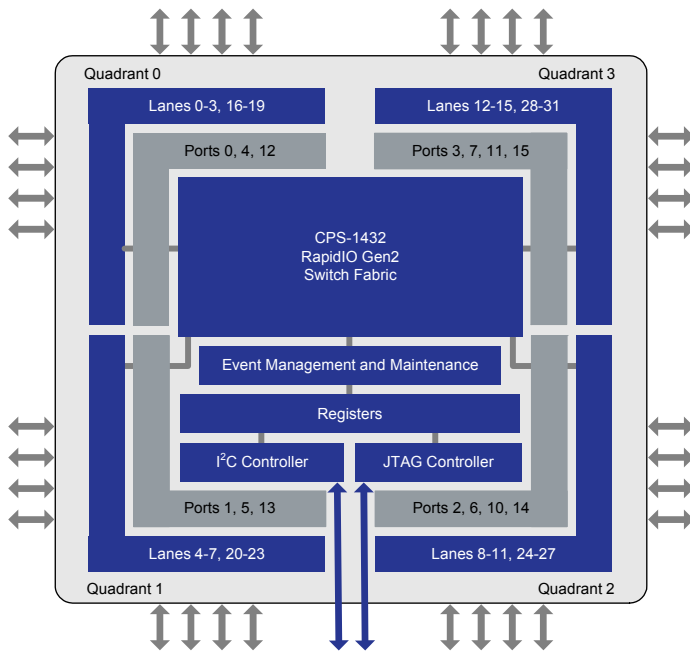 Quadrant 0
Quadrant 3
Lanes 0-3, 16-19
Lanes 12-15, 28-31
Ports 0, 4, 12
Ports 3, 7, 11, 15
CPS-1432
RapidIO Gen2
Switch Fabric
Event Management and Maintenance
Registers
I²C Controller
JTAG Controller
Ports 1, 5, 13
Ports 2, 6, 10, 14
Lanes 4-7, 20-23
Lanes 8-11, 24-27
Quadrant 1
Quadrant 2